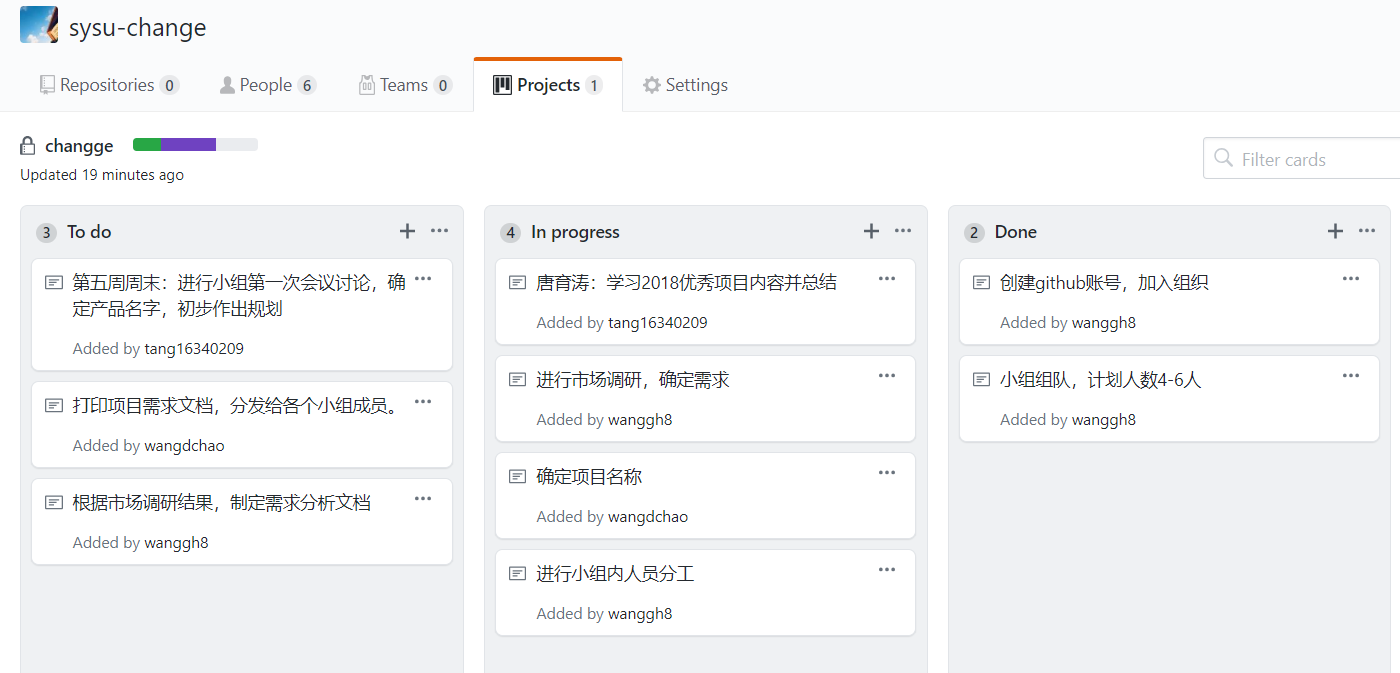 sysu-change
Repositories 0 People 6 Teams 0 Projects 1 Settings
changge
Updated 19 minutes ago
Filter cards
3 To do
第五周周末：进行小组第一次会议讨论，确
定产品名字，初步作出规划
Added by tang16340209
打印项目需求文档，分发给各个小组成员。
Added by wangdchao
根据市场调研结果，制定需求分析文档
Added by wanggh8
4 In progress
唐育涛：学习2018优秀项目内容并总结
Added by tang16340209
进行市场调研，确定需求
Added by wanggh8
确定项目名称
Added by wangdchao
进行小组内人员分工
Added by wanggh8
2 Done
创建github账号，加入组织
Added by wanggh8
小组组队，计划人数4-6人
Added by wanggh8